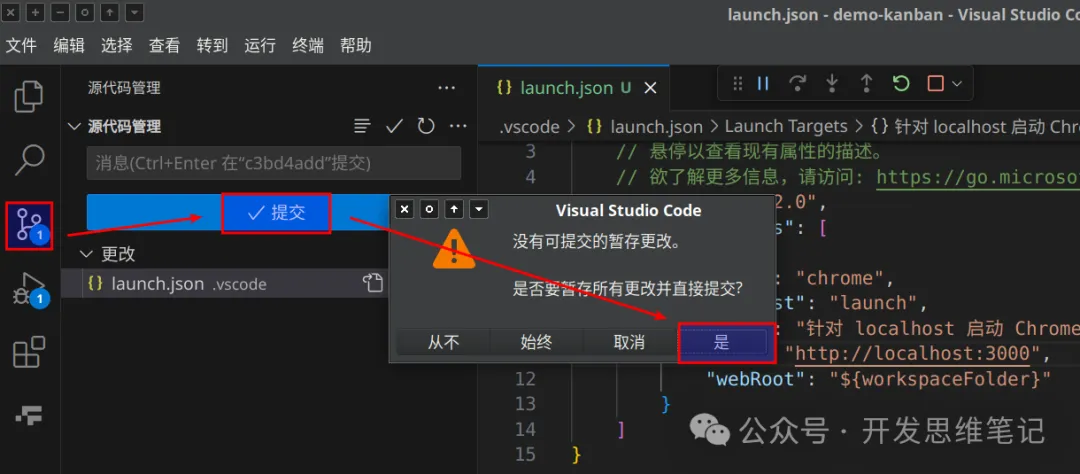 launch.json - demo-kanban - Visual Studio Co
文件 编辑 选择 查看 转到 运行 终端 帮助
源代码管理
源代码管理
消息(Ctrl+Enter 在“c3bd4add”提交)
提交
更改
{} launch.json .vscode
1
1
{} launch.json U
.vscode > {} launch.json > Launch Targets > {} 针对 localhost 启动 Chro
3 // 悬停以查看现有属性的描述。
4 // 欲了解更多信息，请访问: https://go.microsof
2.0",
s": [
: "chrome",
st": "launch",
: "针对 localhost 启动 Chrome
"http://localhost:3000",
12 "webRoot": "${workspaceFolder}"
13 }
14 ]
15 }
Visual Studio Code
没有可提交的暂存更改。
是否要暂存所有更改并直接提交?
从不 始终 取消 是
公众号 · 开发思维笔记